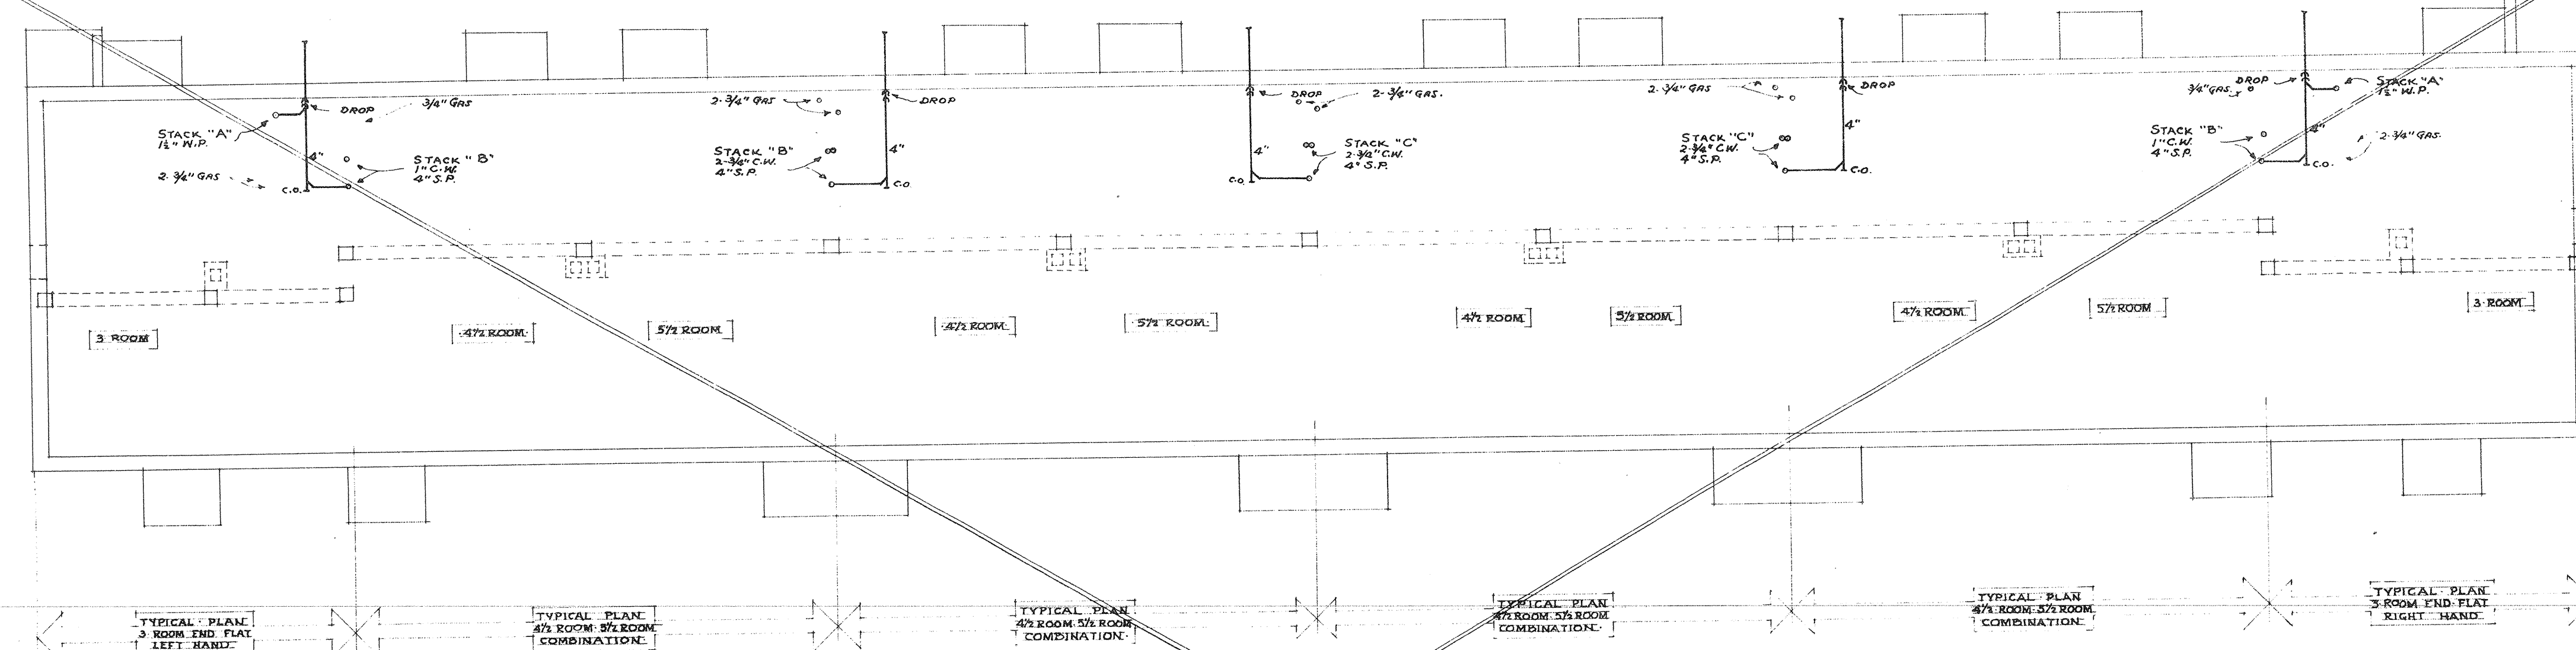 DROP
3/4" GAS
STACK "A"
1½" W.P.
4"
STACK "B"
1" C.W.
4" S.P.
2-3/4" GAS
C.O.
2-3/4" GAS
DROP
STACK "B"
2-3/4" C.W.
4" S.P.
4"
C.O.
DROP
2-3/4" GAS.
4"
STACK "C"
2-3/4" C.W.
4" S.P.
C.O.
2-3/4" GAS
DROP
STACK "C"
2-3/4" C.W.
4" S.P.
4"
C.O.
3/4" GAS.
DROP
STACK "A"
1½" W.P.
STACK "B"
1" C.W.
4" S.P.
4"
2-3/4" GAS.
C.O.
3 ROOM
4½ ROOM
5½ ROOM
4½ ROOM
5½ ROOM
4½ ROOM
5½ ROOM
4½ ROOM
5½ ROOM
3 ROOM
TYPICAL PLAN
3 ROOM END FLAT
LEFT HAND
TYPICAL PLAN
4½ ROOM-5½ ROOM
COMBINATION
TYPICAL PLAN
4½ ROOM-5½ ROOM
COMBINATION
TYPICAL PLAN
4½ ROOM-5½ ROOM
COMBINATION
TYPICAL PLAN
4½ ROOM-5½ ROOM
COMBINATION
TYPICAL PLAN
3 ROOM END FLAT
RIGHT HAND